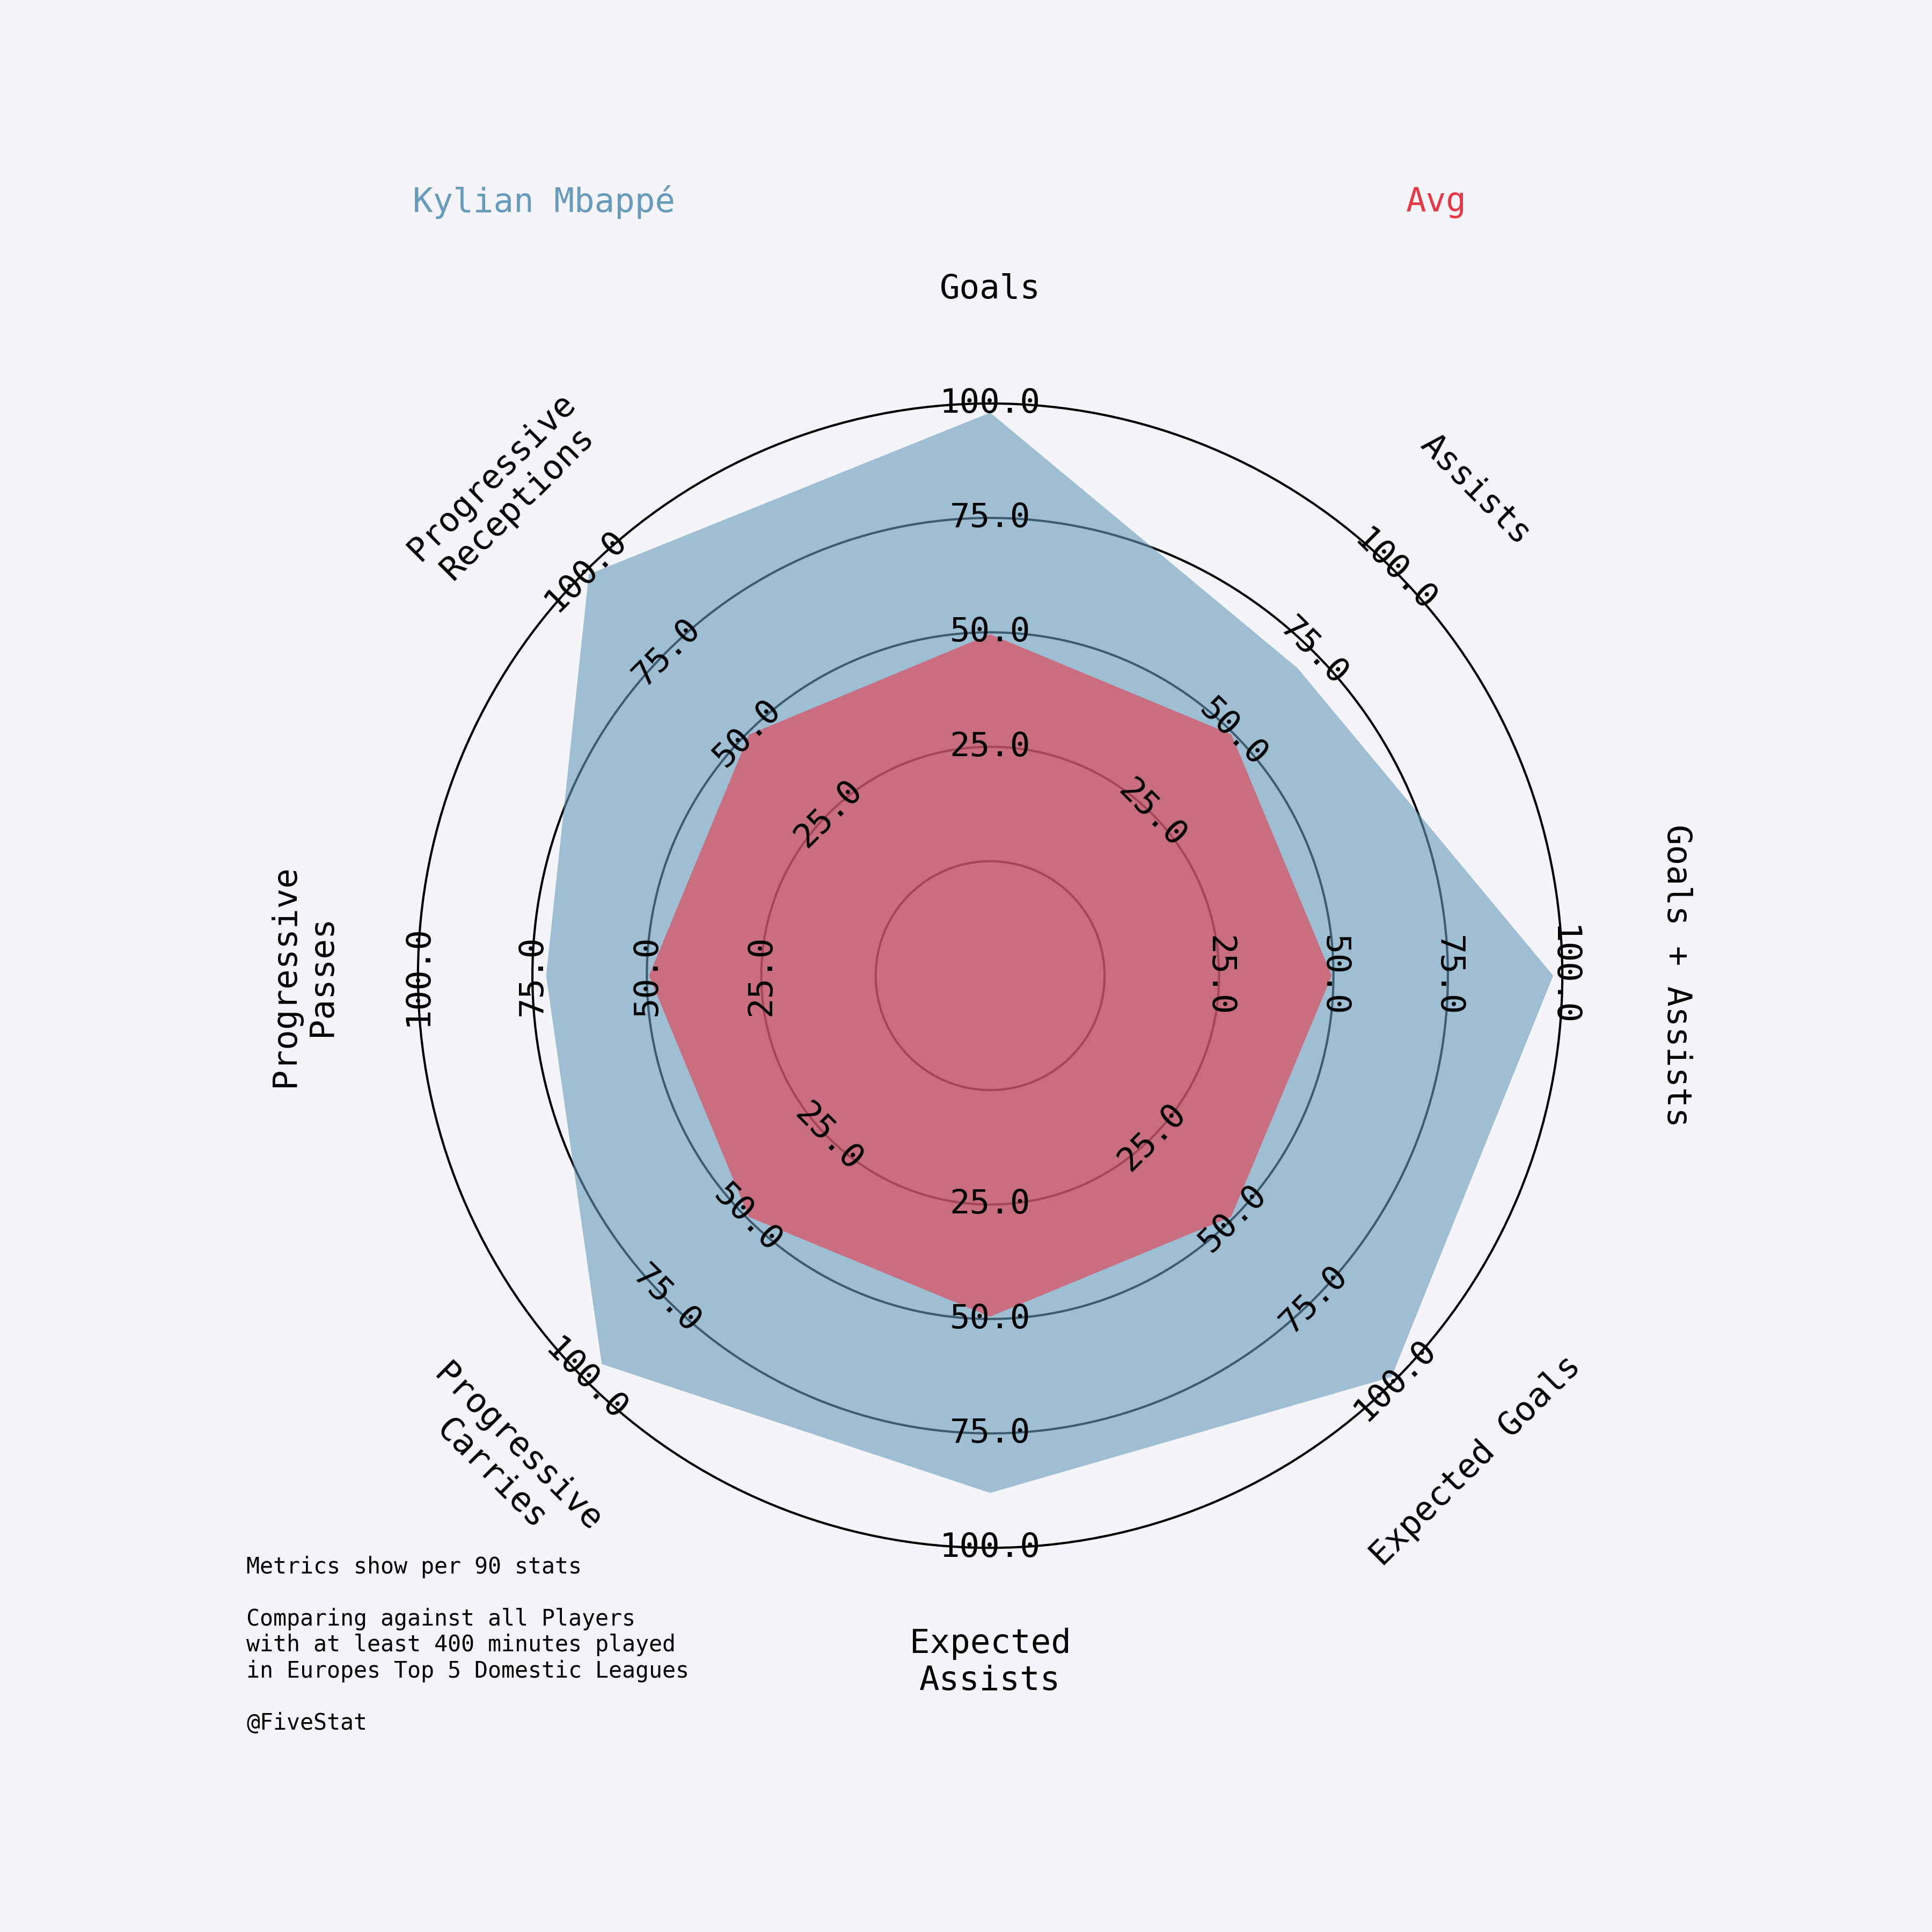 Kylian Mbappé
Avg
Goals
Assists
Goals + Assists
Expected Goals
Expected
Assists
Progressive
Carries
Progressive
Passes
Progressive
Receptions
25.0
50.0
75.0
100.0
25.0
50.0
75.0
100.0
25.0
50.0
75.0
100.0
25.0
50.0
75.0
100.0
25.0
50.0
75.0
100.0
25.0
50.0
75.0
100.0
25.0
50.0
75.0
100.0
25.0
50.0
75.0
100.0
Metrics show per 90 stats
Comparing against all Players
with at least 400 minutes played
in Europes Top 5 Domestic Leagues
@FiveStat